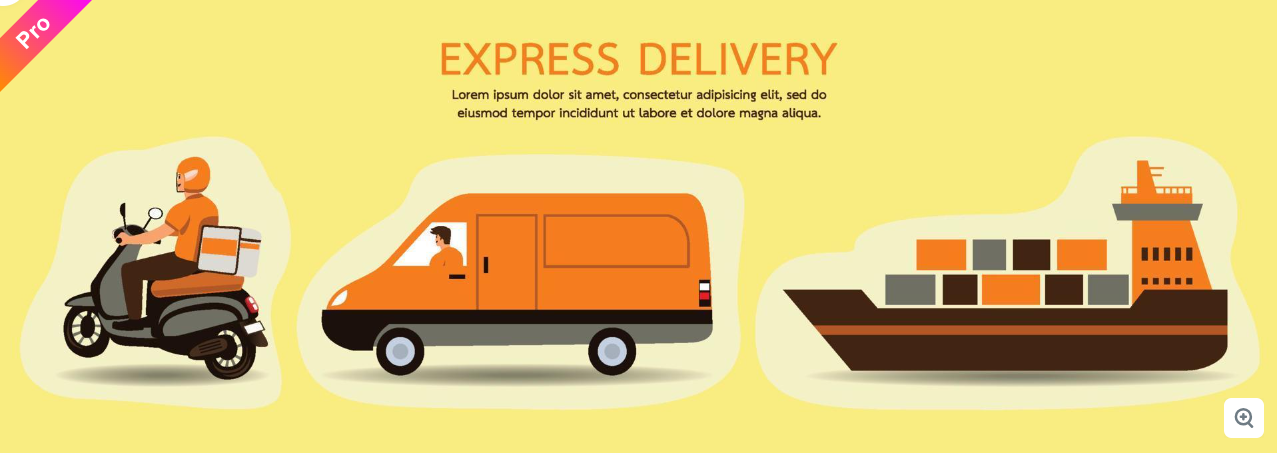 Pro
EXPRESS DELIVERY
Lorem ipsum dolor sit amet, consectetur adipisicing elit, sed do
eiusmod tempor incididunt ut labore et dolore magna aliqua.